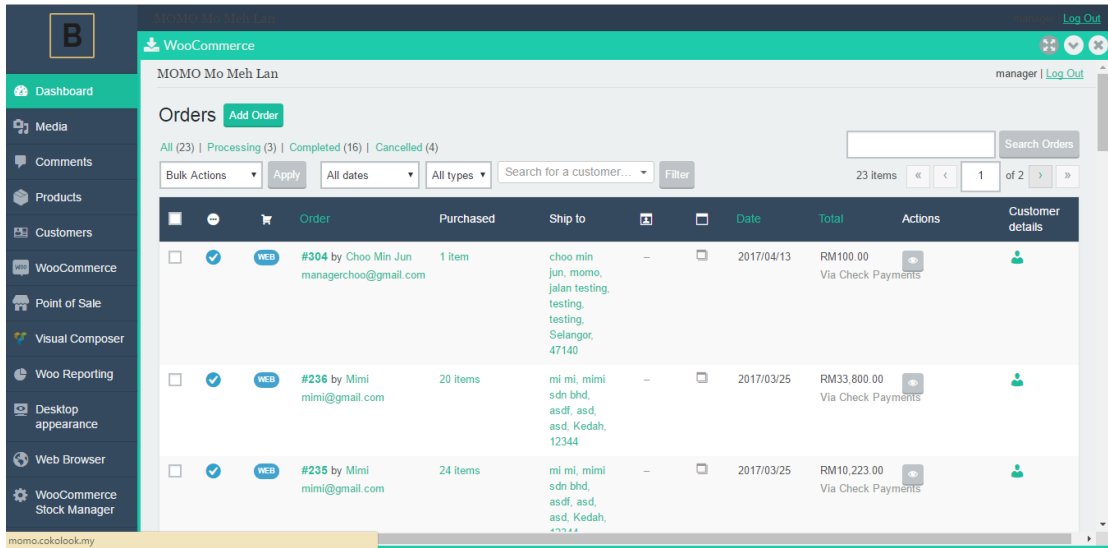 B
MOMO Mo Meh Lan
manager Log Out
WooCommerce
MOMO Mo Meh Lan
manager | Log Out
Dashboard
Media
Comments
Products
Customers
WooCommerce
Point of Sale
Visual Composer
Woo Reporting
Desktop
appearance
Web Browser
WooCommerce
Stock Manager
momo.cokolook.my
Orders Add Order
All (23) | Processing (3) | Completed (16) | Cancelled (4)
Search Orders
Bulk Actions Apply All dates All types Search for a customer... Filter
23 items « ‹ 1 of 2 › »
Order Purchased Ship to Date Total Actions Customer
details
WEB #304 by Choo Min Jun 1 item choo min – 2017/04/13 RM100.00
managerchoo@gmail.com jun, momo, Via Check Payments
jalan testing,
testing,
testing,
Selangor,
47140
WEB #236 by Mimi 20 items mi mi, mimi – 2017/03/25 RM33,800.00
mimi@gmail.com sdn bhd, Via Check Payments
asdf, asd,
asd, Kedah,
12344
WEB #235 by Mimi 24 items mi mi, mimi – 2017/03/25 RM10,223.00
mimi@gmail.com sdn bhd, Via Check Payments
asdf, asd,
asd, Kedah,
12344